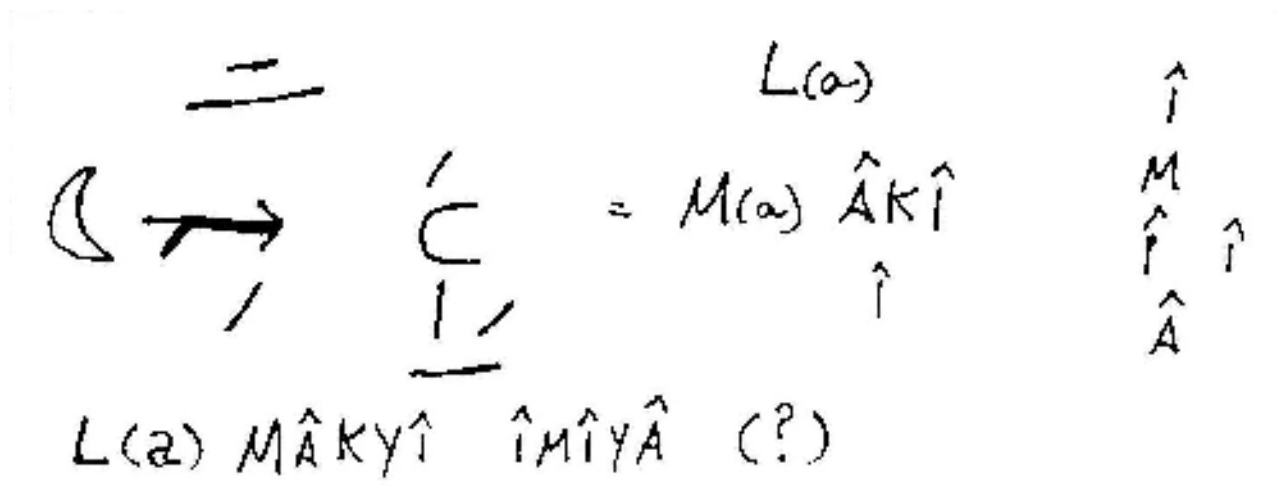 L(a) Î
= M(a) ÂKÎ M
Î Î Î
Â
L(a) MÂKYÎ ÎMÎYÂ (?)